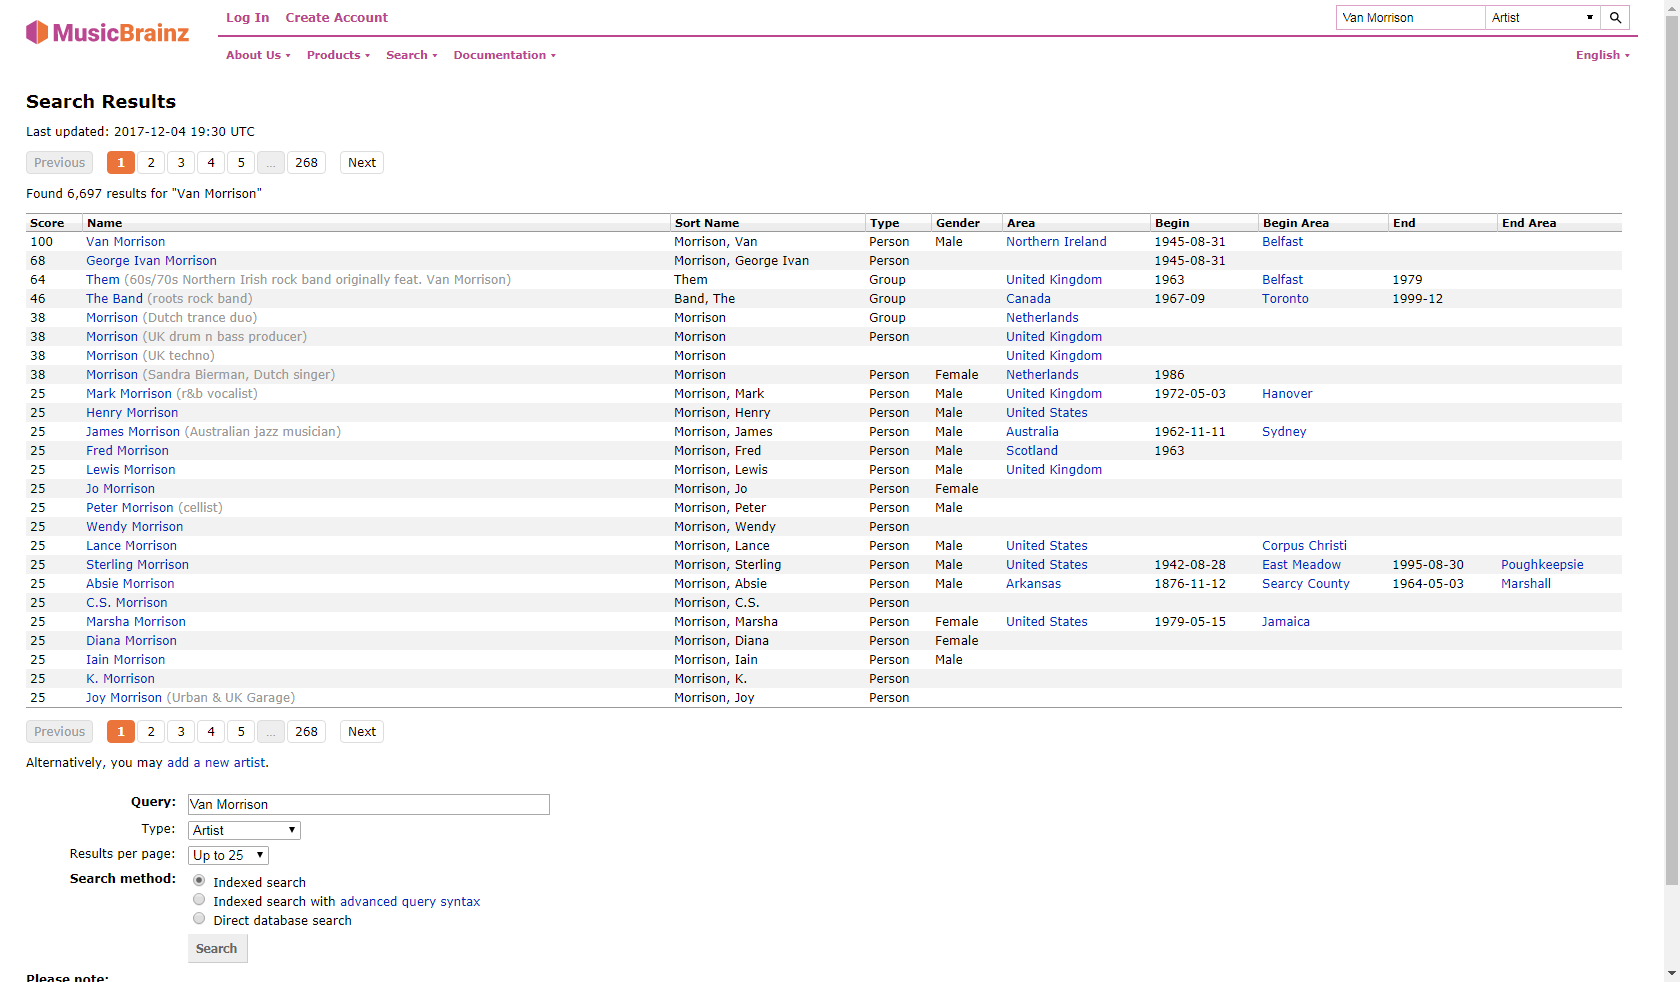 MusicBrainz
Log In Create Account
Van Morrison Artist
About Us Products Search Documentation English
Search Results
Last updated: 2017-12-04 19:30 UTC
Previous 1 2 3 4 5 ... 268 Next
Found 6,697 results for "Van Morrison"
Score Name Sort Name Type Gender Area Begin Begin Area End End Area
100 Van Morrison Morrison, Van Person Male Northern Ireland 1945-08-31 Belfast
68 George Ivan Morrison Morrison, George Ivan Person 1945-08-31
64 Them (60s/70s Northern Irish rock band originally feat. Van Morrison) Them Group United Kingdom 1963 Belfast 1979
46 The Band (roots rock band) Band, The Group Canada 1967-09 Toronto 1999-12
38 Morrison (Dutch trance duo) Morrison Group Netherlands
38 Morrison (UK drum n bass producer) Morrison Person United Kingdom
38 Morrison (UK techno) Morrison United Kingdom
38 Morrison (Sandra Bierman, Dutch singer) Morrison Person Female Netherlands 1986
25 Mark Morrison (r&b vocalist) Morrison, Mark Person Male United Kingdom 1972-05-03 Hanover
25 Henry Morrison Morrison, Henry Person Male United States
25 James Morrison (Australian jazz musician) Morrison, James Person Male Australia 1962-11-11 Sydney
25 Fred Morrison Morrison, Fred Person Male Scotland 1963
25 Lewis Morrison Morrison, Lewis Person Male United Kingdom
25 Jo Morrison Morrison, Jo Person Female
25 Peter Morrison (cellist) Morrison, Peter Person Male
25 Wendy Morrison Morrison, Wendy Person
25 Lance Morrison Morrison, Lance Person Male United States Corpus Christi
25 Sterling Morrison Morrison, Sterling Person Male United States 1942-08-28 East Meadow 1995-08-30 Poughkeepsie
25 Absie Morrison Morrison, Absie Person Male Arkansas 1876-11-12 Searcy County 1964-05-03 Marshall
25 C.S. Morrison Morrison, C.S. Person
25 Marsha Morrison Morrison, Marsha Person Female United States 1979-05-15 Jamaica
25 Diana Morrison Morrison, Diana Person Female
25 Iain Morrison Morrison, Iain Person Male
25 K. Morrison Morrison, K. Person
25 Joy Morrison (Urban & UK Garage) Morrison, Joy Person
Previous 1 2 3 4 5 ... 268 Next
Alternatively, you may add a new artist.
Query: Van Morrison
Type: Artist
Results per page: Up to 25
Search method: Indexed search
Indexed search with advanced query syntax
Direct database search
Search
Please note: